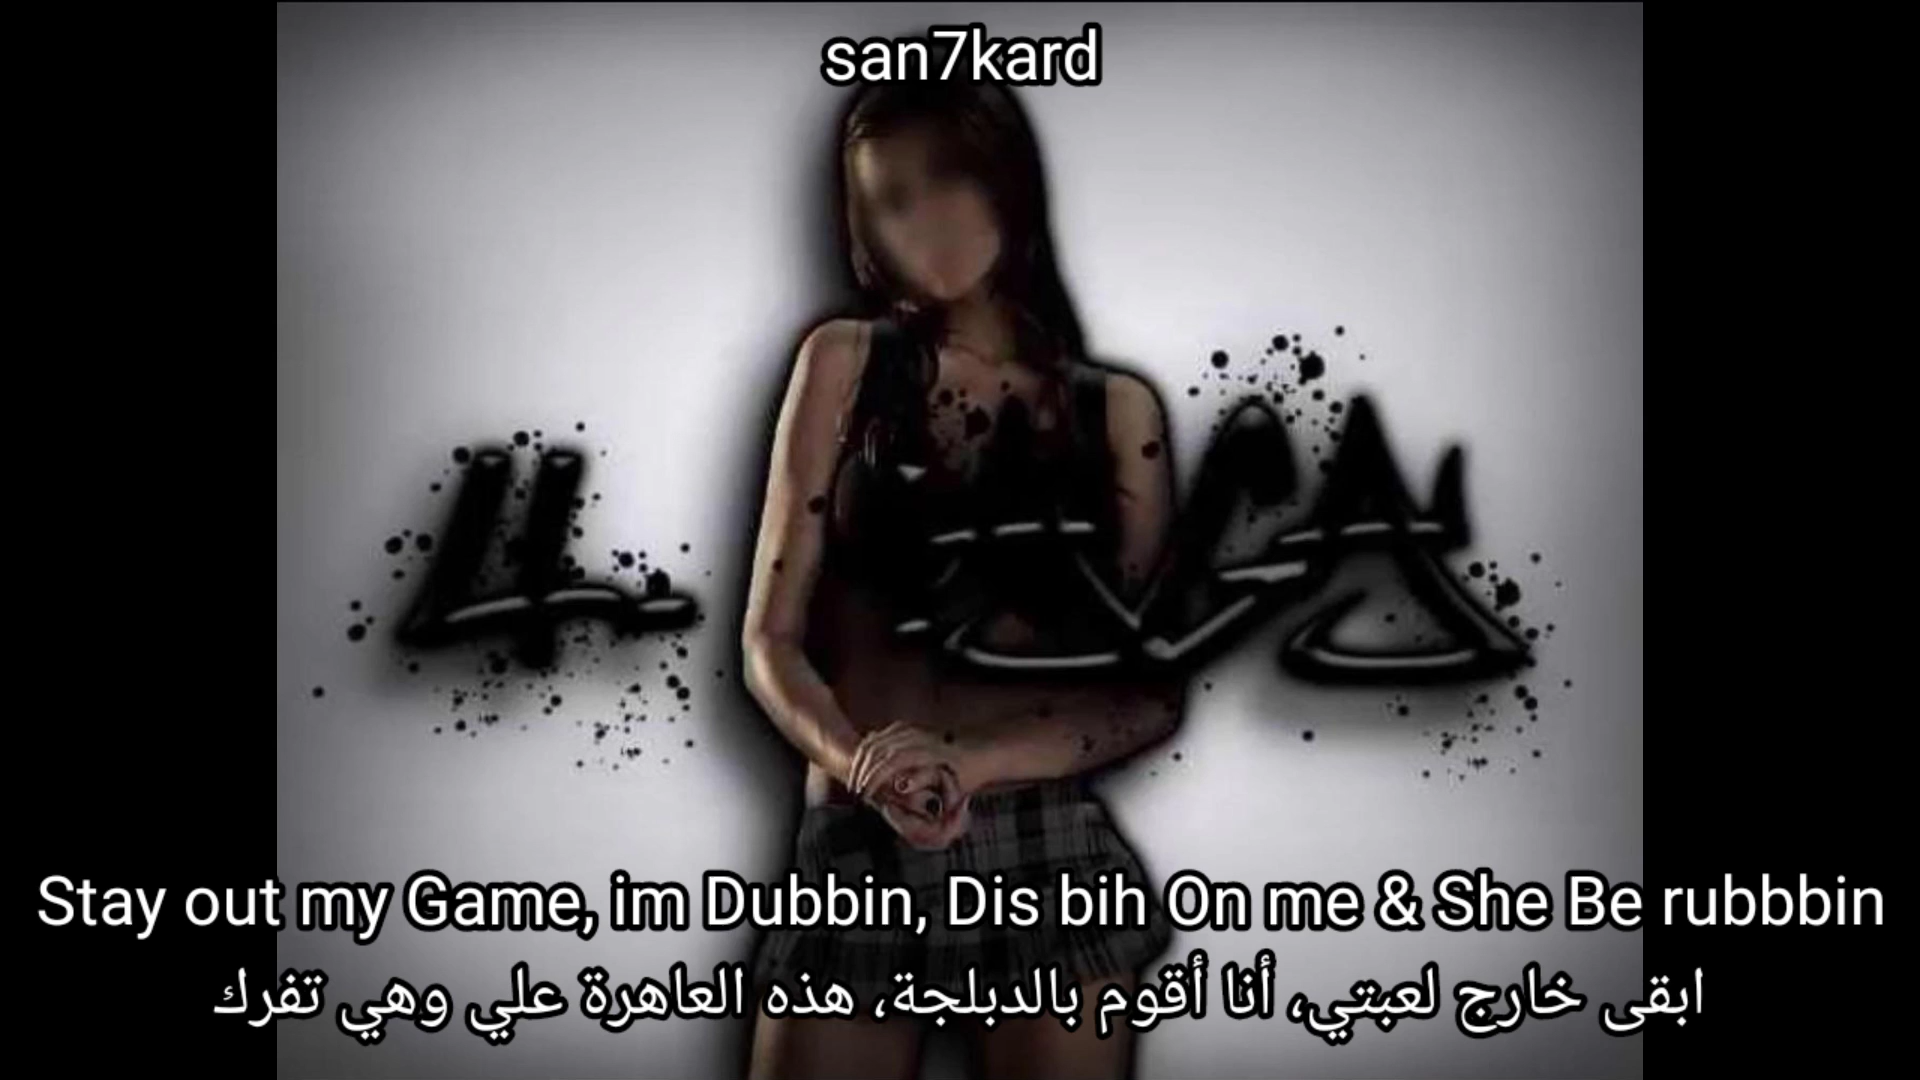 san7kard
Stay out my Game, im Dubbin, Dis bih On me & She Be rubbbin
ابقى خارج لعبتي، أنا أقوم بالدبلجة، هذه العاهرة علي وهي تفرك